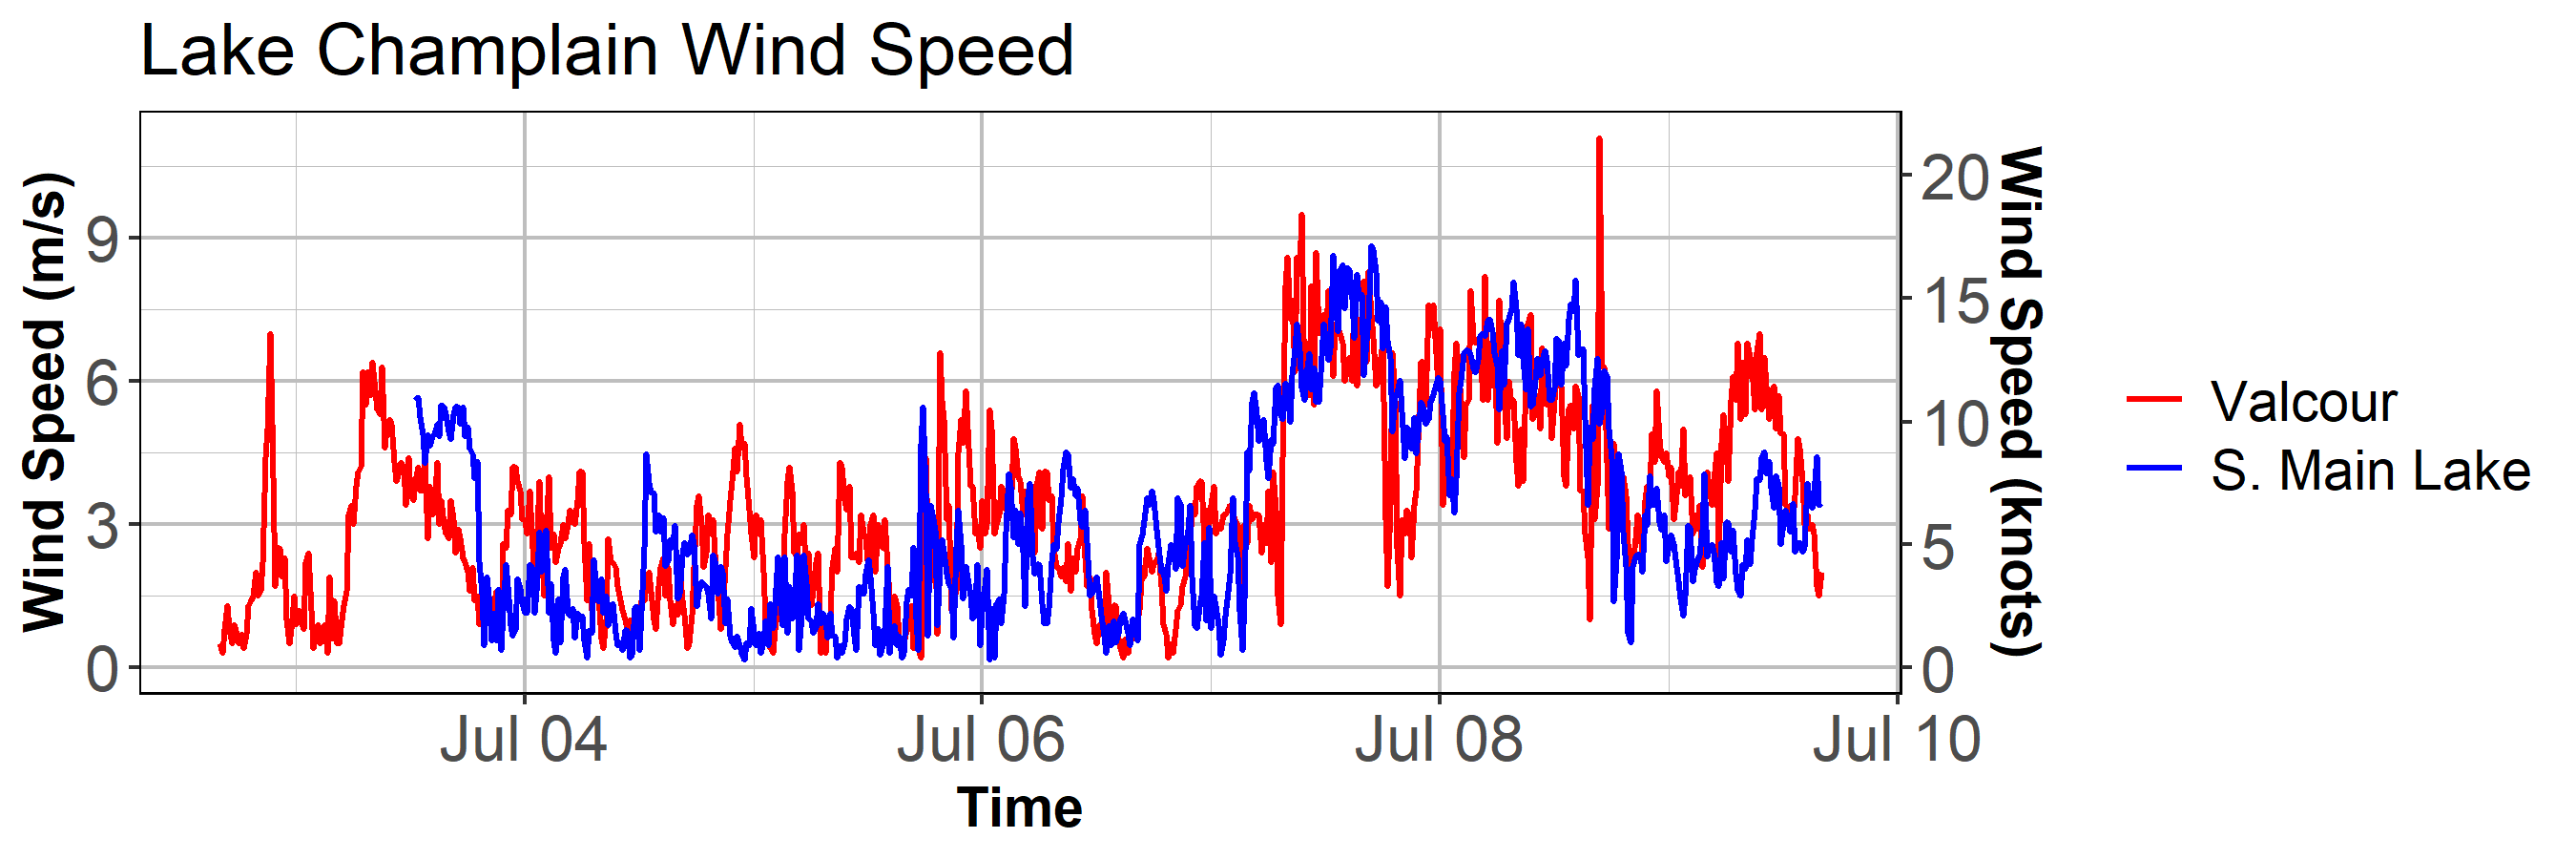 Lake Champlain Wind Speed
Wind Speed (m/s)
9
6
3
0
20
15
10
5
0
Wind Speed (knots)
Jul 04
Jul 06
Jul 08
Jul 10
Time
Valcour
S. Main Lake